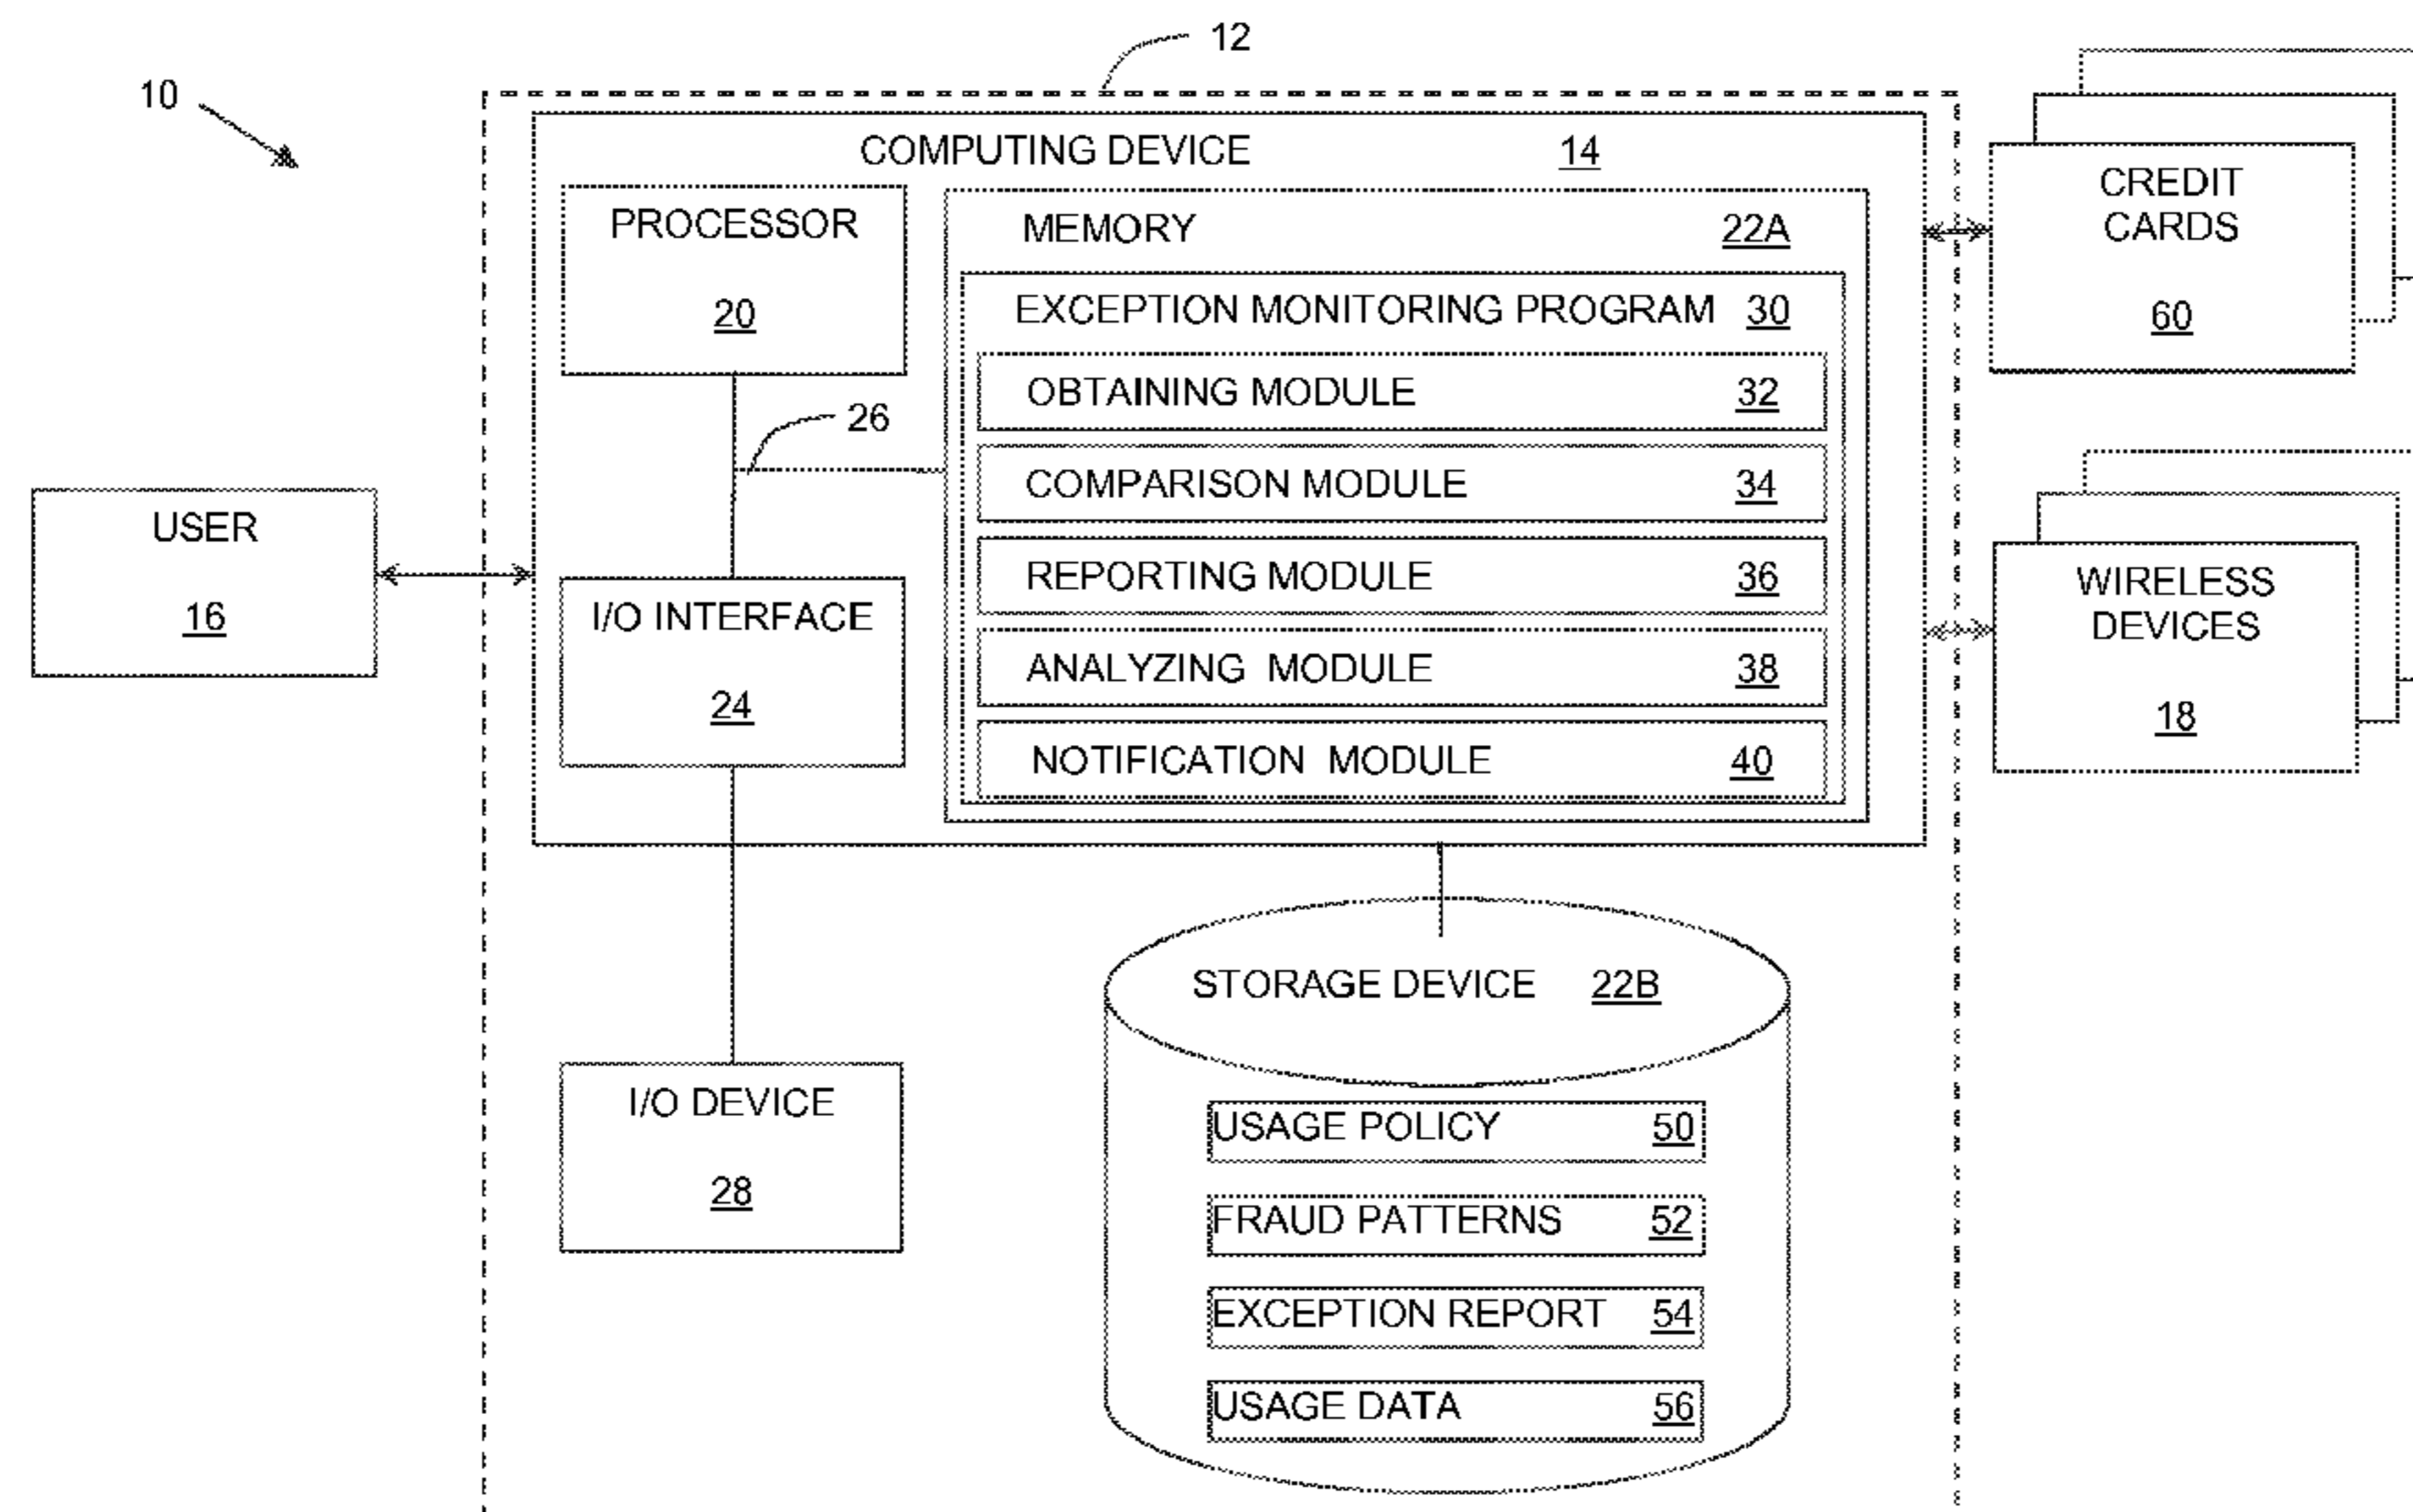 12
10
COMPUTING DEVICE 14
PROCESSOR
20
MEMORY 22A
EXCEPTION MONITORING PROGRAM 30
OBTAINING MODULE 32
COMPARISON MODULE 34
REPORTING MODULE 36
ANALYZING MODULE 38
NOTIFICATION MODULE 40
26
I/O INTERFACE
24
USER
16
CREDIT
CARDS
60
WIRELESS
DEVICES
18
I/O DEVICE
28
STORAGE DEVICE 22B
USAGE POLICY 50
FRAUD PATTERNS 52
EXCEPTION REPORT 54
USAGE DATA 56